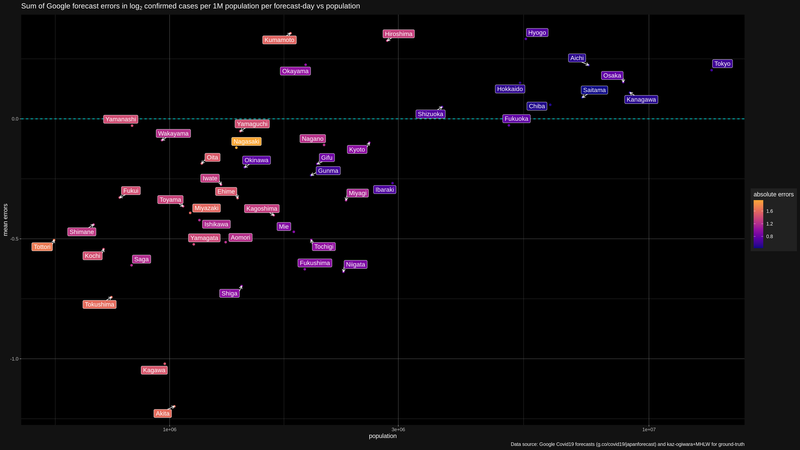 Sum of Google forecast errors in log2 confirmed cases per 1M population per forecast-day vs population
Hyogo
Hiroshima
Kumamoto
Aichi
Tokyo
Okayama
Osaka
Hokkaido
Saitama
Kanagawa
Chiba
Shizuoka
Fukuoka
0.0
Yamanashi
Yamaguchi
Wakayama
Nagasaki
Nagano
Kyoto
Oita
Okinawa
Gifu
Gunma
Iwate
Fukui
Ehime
Ibaraki
Miyagi
Toyama
Miyazaki
Kagoshima
Ishikawa
Mie
Shimane
Yamagata
Aomori
-0.5
Tottori
Tochigi
Kochi
Saga
Fukushima
Niigata
Shiga
Tokushima
-1.0
Kagawa
Akita
mean errors
absolute errors
1.6
1.2
0.8
1e+06
3e+06
1e+07
population
Data source: Google Covid19 forecasts (g.co/covid19/japanforecast) and kaz-ogiwara+MHLW for ground-truth